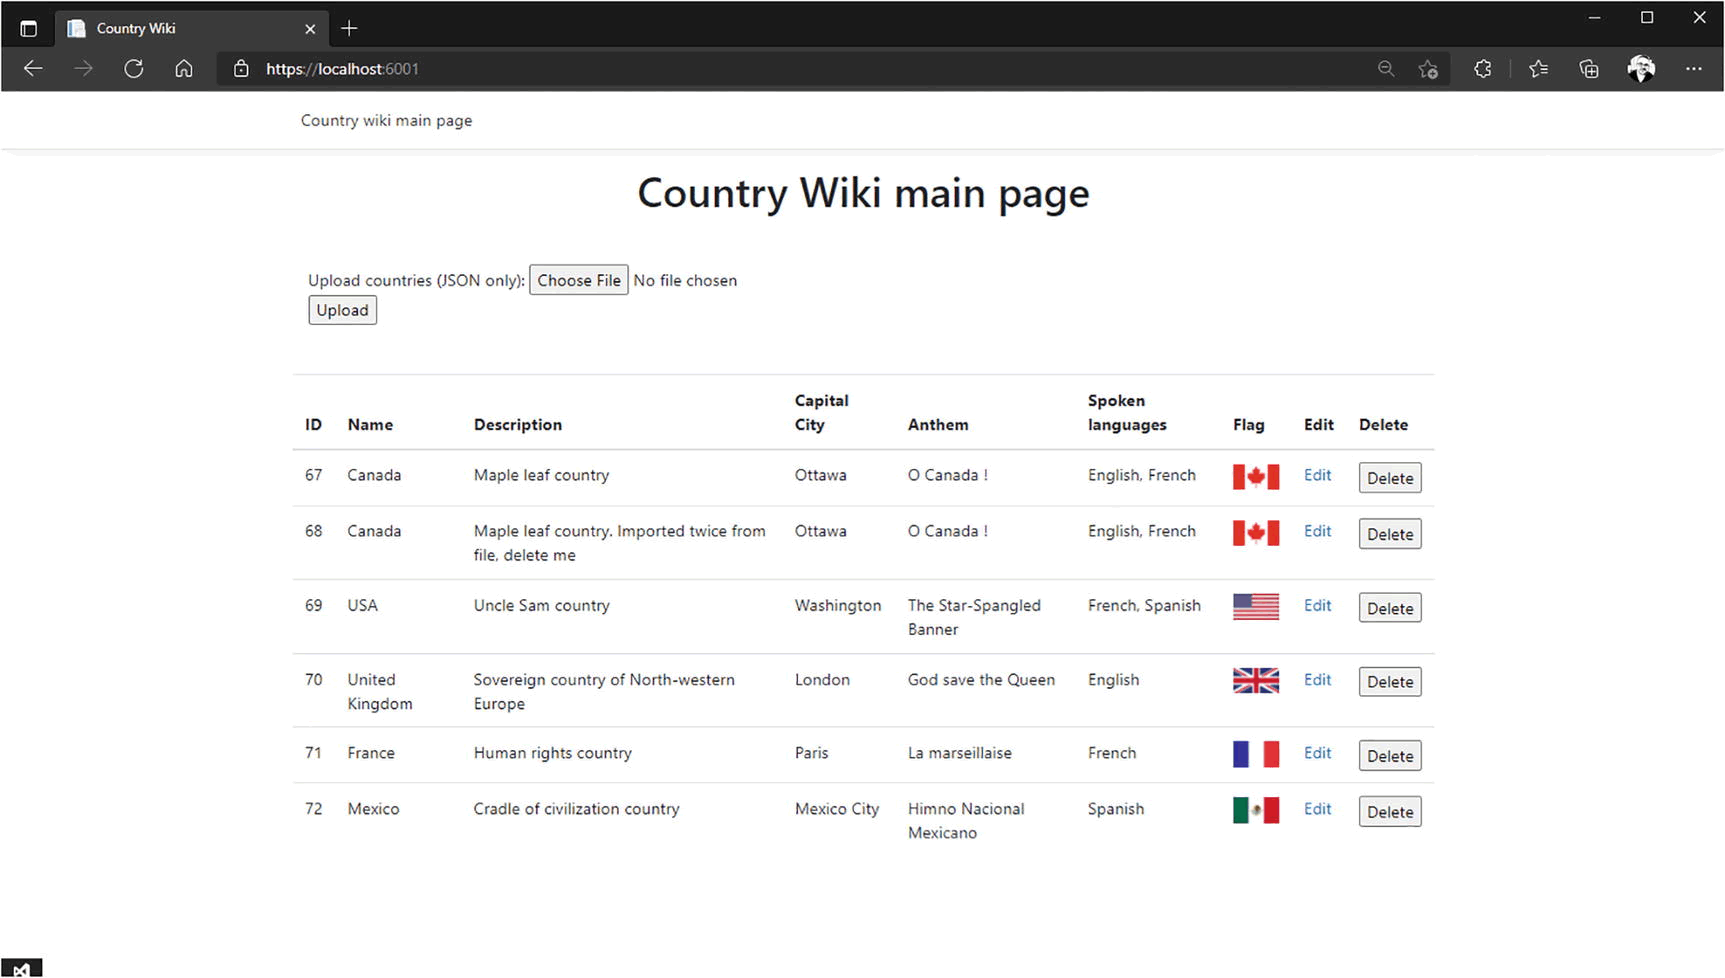 Country Wiki
https://localhost:6001
Country wiki main page
Country Wiki main page
Upload countries (JSON only): Choose File No file chosen
Upload
ID Name Description Capital City Anthem Spoken languages Flag Edit Delete
67 Canada Maple leaf country Ottawa O Canada ! English, French Edit Delete
68 Canada Maple leaf country. Imported twice from file, delete me Ottawa O Canada ! English, French Edit Delete
69 USA Uncle Sam country Washington The Star-Spangled Banner French, Spanish Edit Delete
70 United Kingdom Sovereign country of North-western Europe London God save the Queen English Edit Delete
71 France Human rights country Paris La marseillaise French Edit Delete
72 Mexico Cradle of civilization country Mexico City Himno Nacional Mexicano Spanish Edit Delete